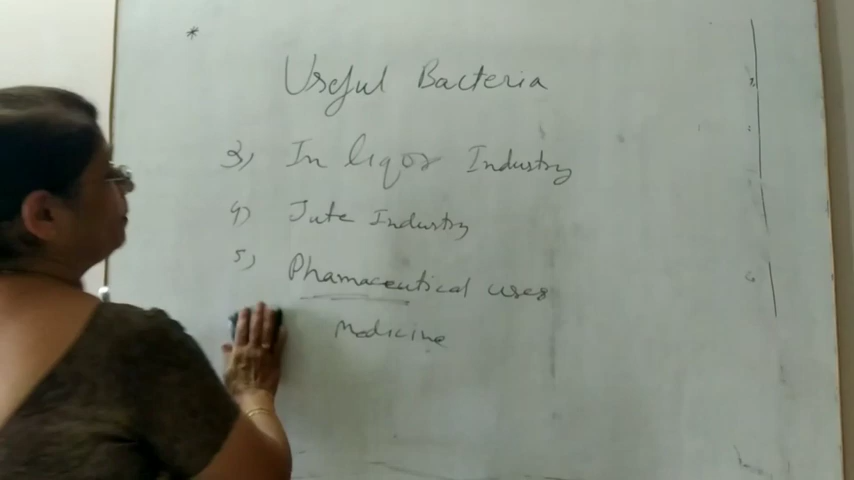 *
Useful Bacteria
3) In liqor Industry
4) Jute Industry
5) Phamaceutical uses
Medicine